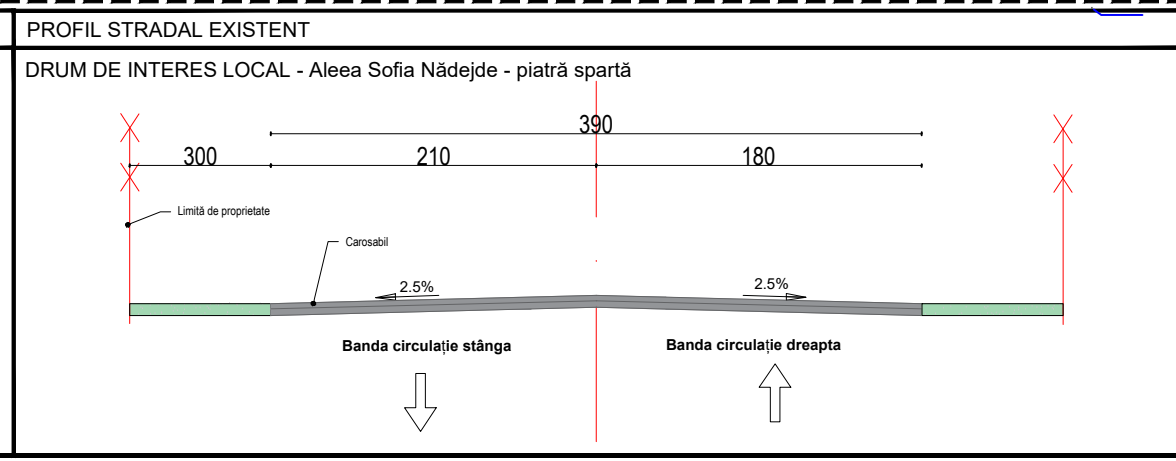 PROFIL STRADAL EXISTENT
DRUM DE INTERES LOCAL - Aleea Sofia Nădejde - piatră spartă
390
300 210 180
Limită de proprietate
Carosabil
2.5% 2.5%
Banda circulație stânga Banda circulație dreapta